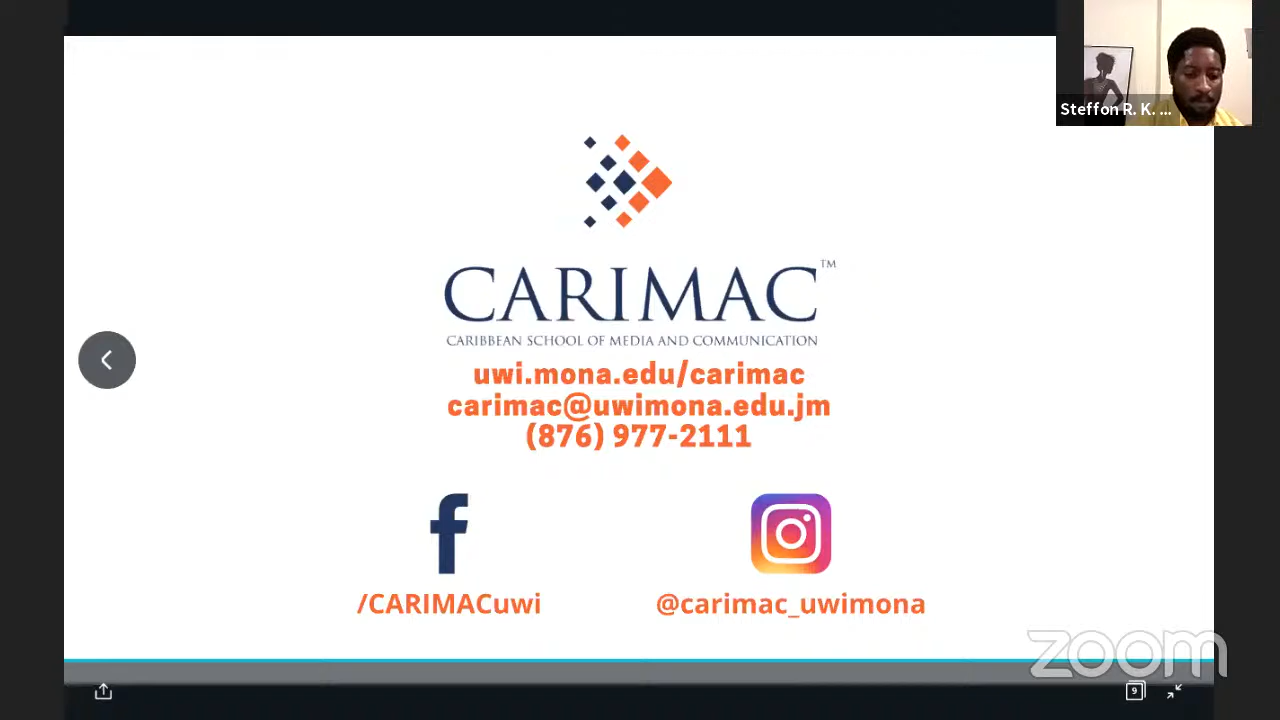 Steffon R. K. ...
CARIMAC™
CARIBBEAN SCHOOL OF MEDIA AND COMMUNICATION
uwi.mona.edu/carimac
carimac@uwimona.edu.jm
(876) 977-2111
/CARIMACuwi
@carimac_uwimona
zoom
9